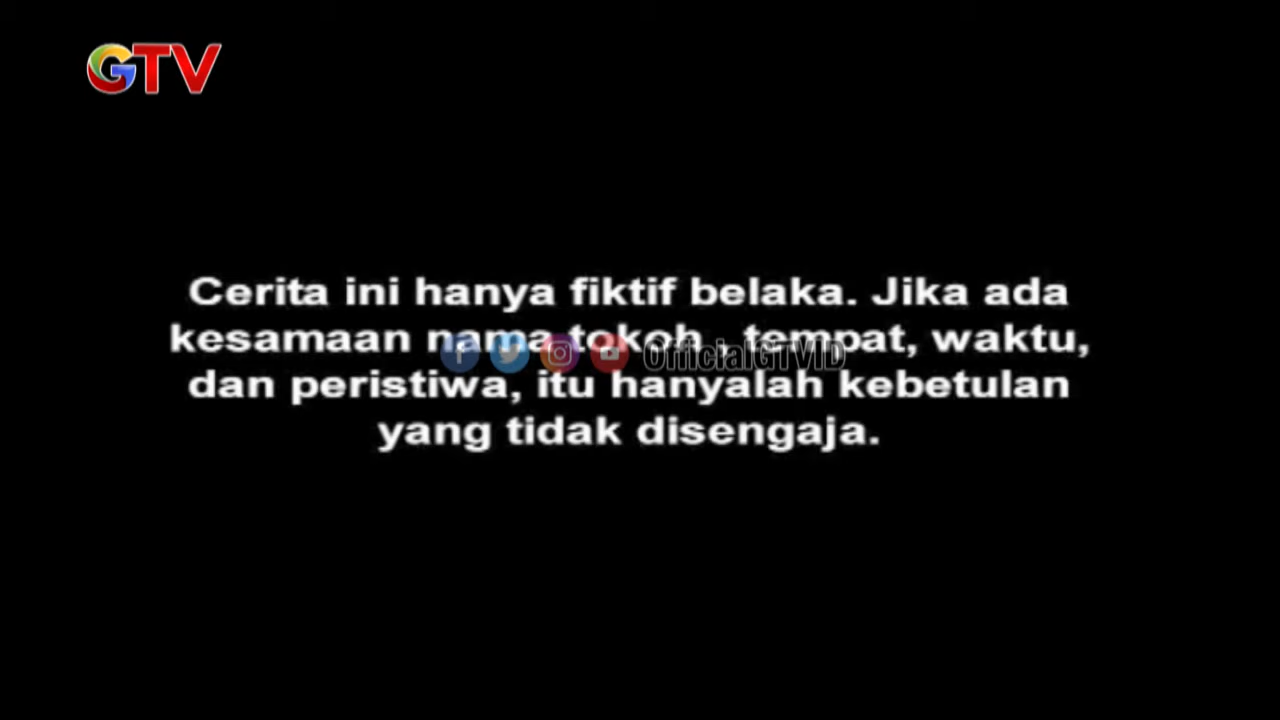 GTV
Cerita ini hanya fiktif belaka. Jika ada
kesamaan nama tokoh , tempat, waktu,
OfficialGTVID
dan peristiwa, itu hanyalah kebetulan
yang tidak disengaja.